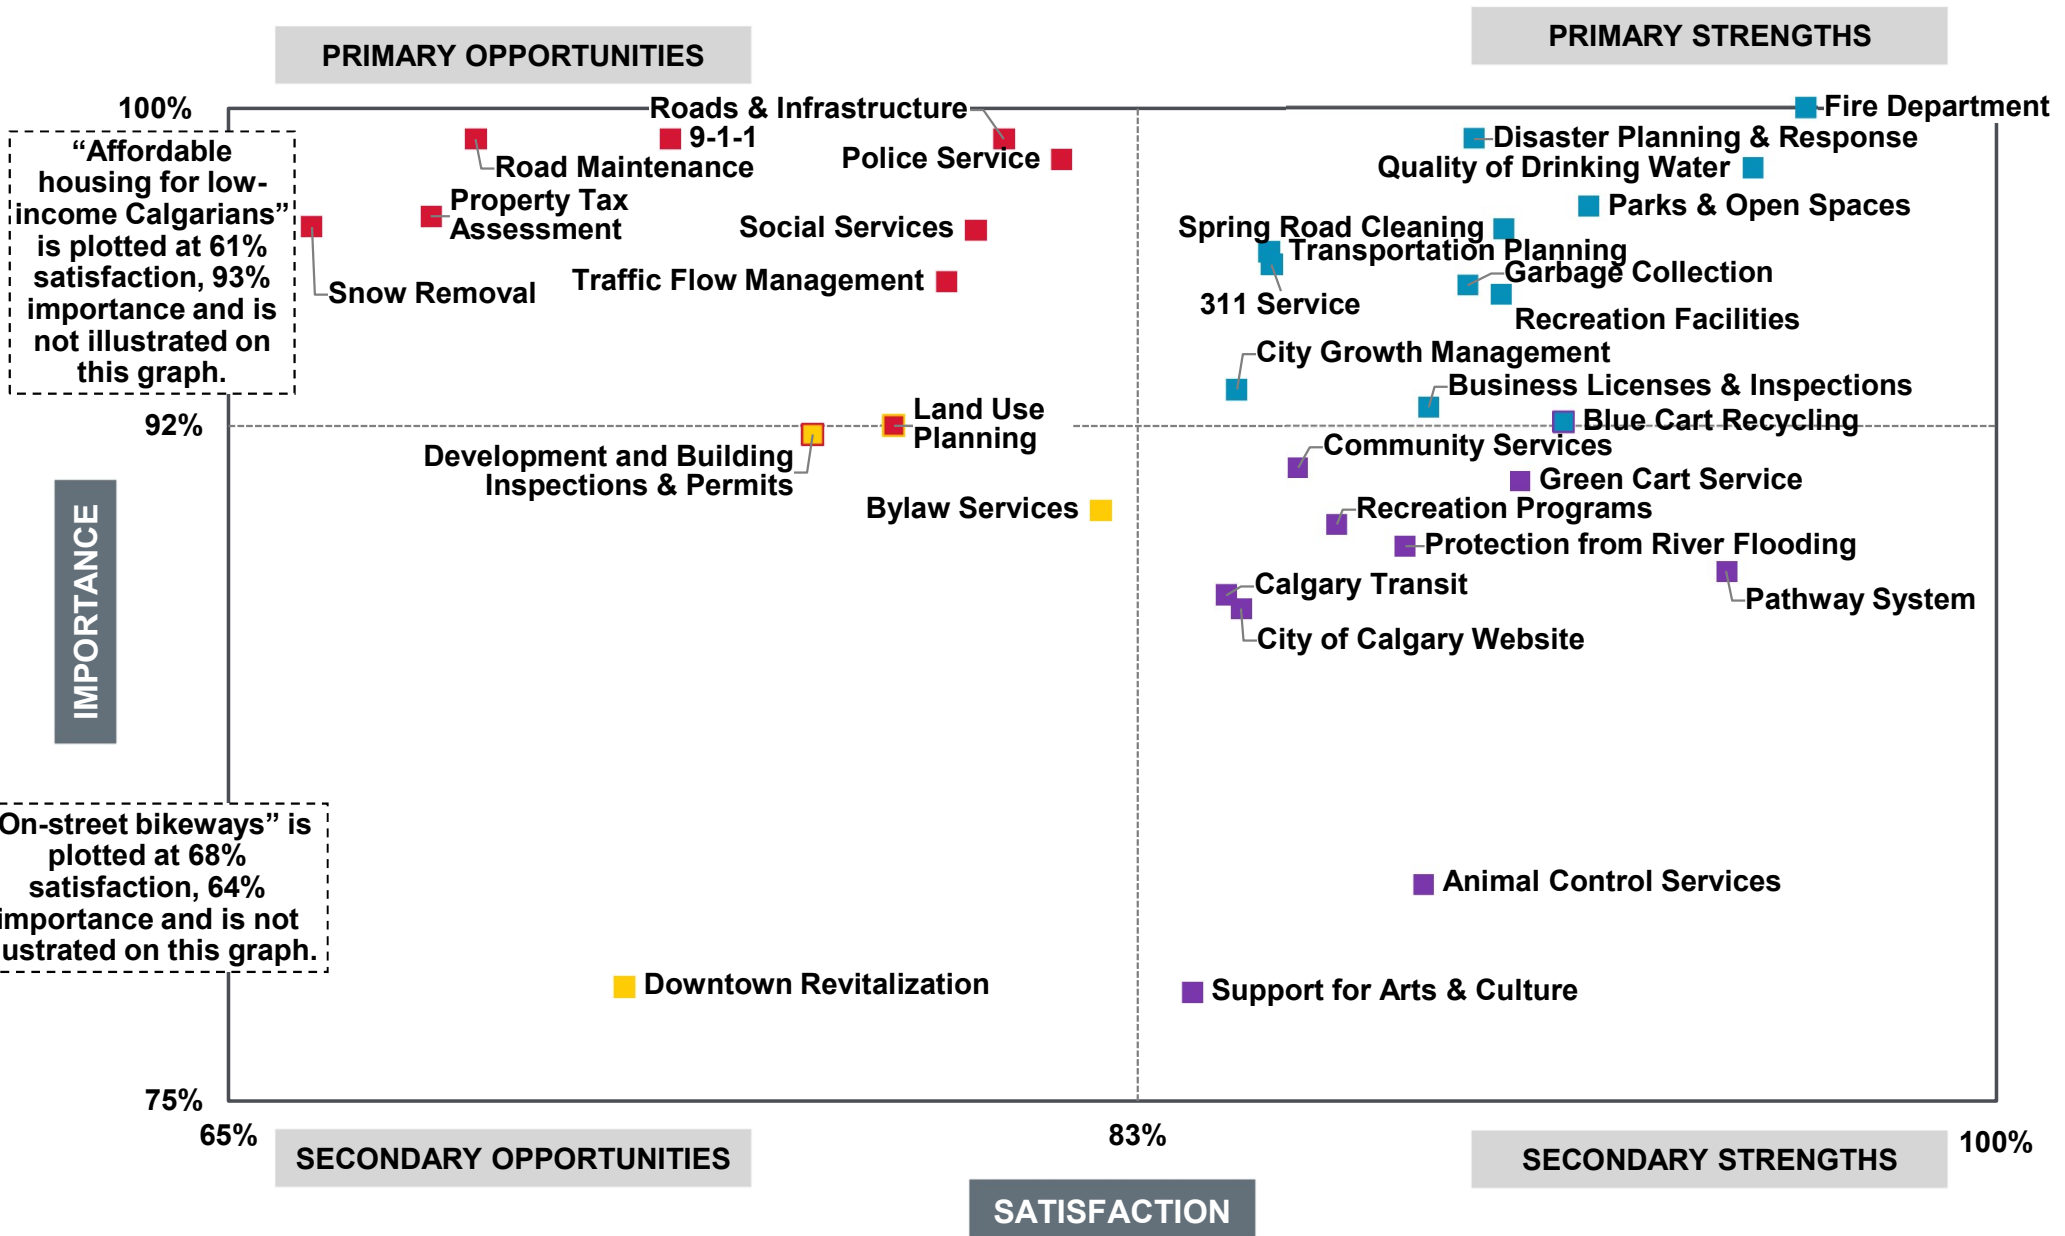 PRIMARY OPPORTUNITIES
PRIMARY STRENGTHS
100%
Roads & Infrastructure
Fire Department
9-1-1
Disaster Planning & Response
Road Maintenance
Police Service
Quality of Drinking Water
“Affordable
housing for low-
income Calgarians”
is plotted at 61%
satisfaction, 93%
importance and is
not illustrated on
this graph.
Property Tax
Assessment
Parks & Open Spaces
Social Services
Spring Road Cleaning
Transportation Planning
Garbage Collection
Snow Removal
Traffic Flow Management
311 Service
Recreation Facilities
City Growth Management
Business Licenses & Inspections
92%
Land Use
Planning
Blue Cart Recycling
Development and Building
Inspections & Permits
Community Services
Green Cart Service
Bylaw Services
Recreation Programs
Protection from River Flooding
Calgary Transit
Pathway System
City of Calgary Website
IMPORTANCE
On-street bikeways” is
plotted at 68%
satisfaction, 64%
importance and is not
ustrated on this graph.
Animal Control Services
Downtown Revitalization
Support for Arts & Culture
75%
65%
83%
100%
SECONDARY OPPORTUNITIES
SECONDARY STRENGTHS
SATISFACTION